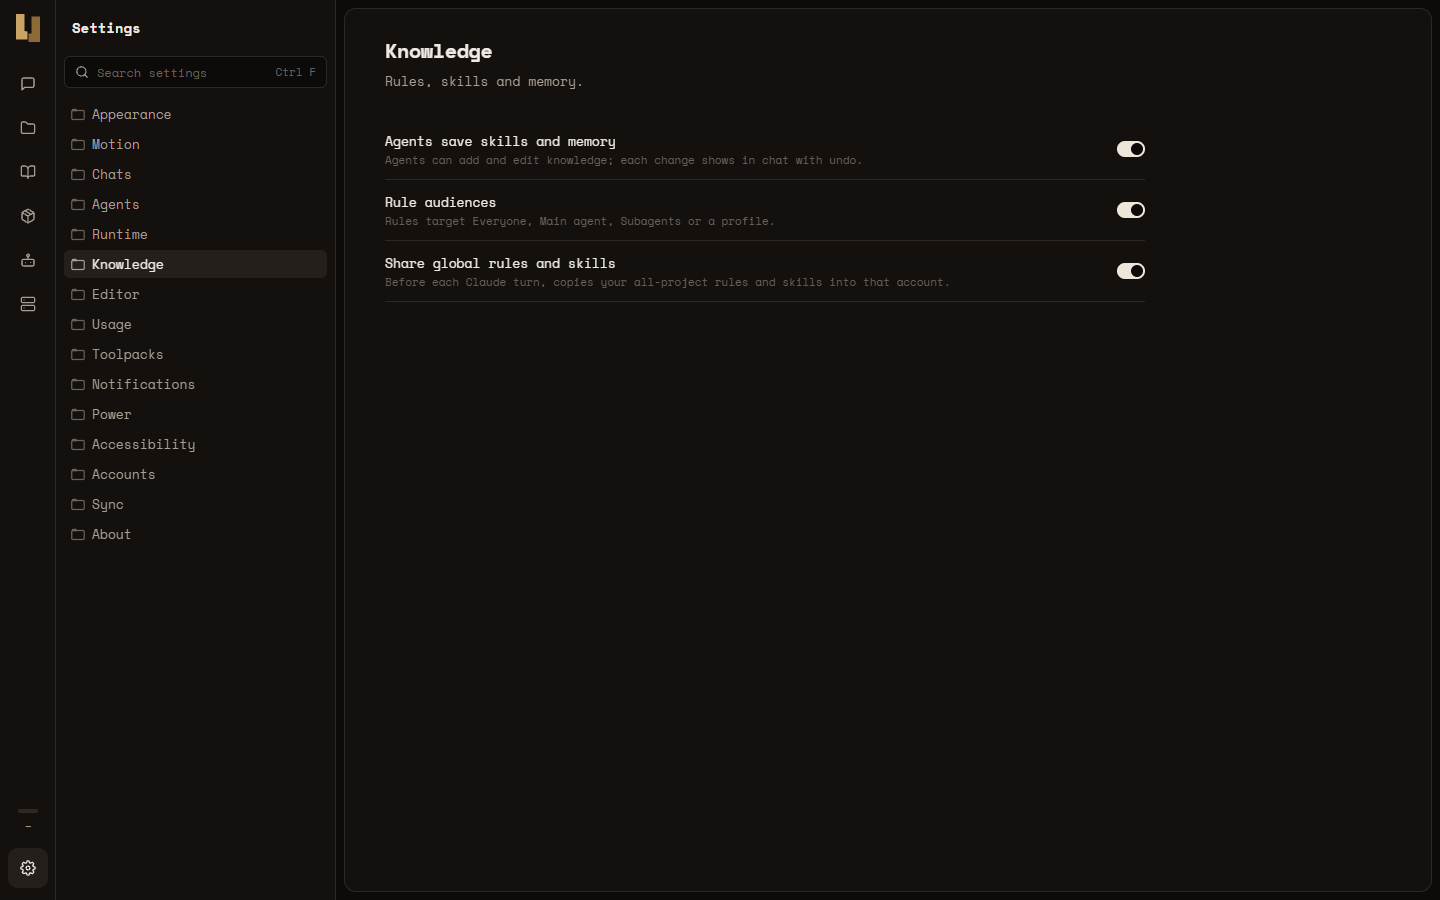 Settings
Search settings Ctrl F
Appearance
Motion
Chats
Agents
Runtime
Knowledge
Editor
Usage
Toolpacks
Notifications
Power
Accessibility
Accounts
Sync
About
Knowledge
Rules, skills and memory.
Agents save skills and memory
Agents can add and edit knowledge; each change shows in chat with undo.
Rule audiences
Rules target Everyone, Main agent, Subagents or a profile.
Share global rules and skills
Before each Claude turn, copies your all-project rules and skills into that account.